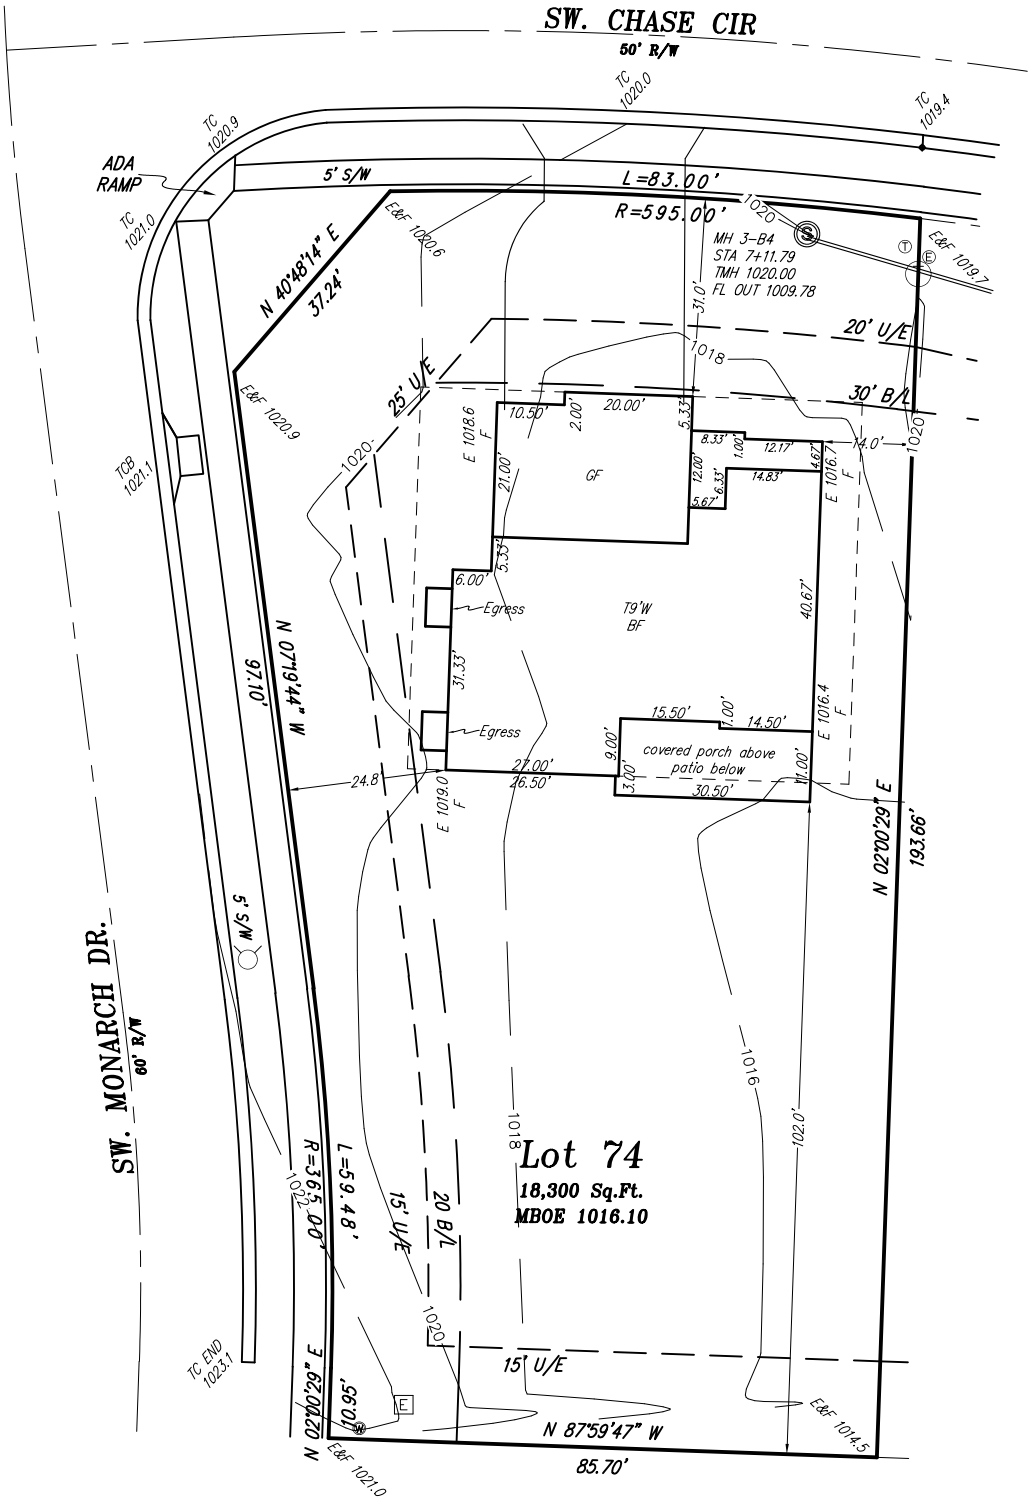 SW. CHASE CIR
50' R/W
TC
1020.9
TC
1020.0
TC
1019.4
ADA
RAMP
5' S/W
L=83.00'
R=595.00'
1020
TC
1021.0
E&F 1020.6
N 40°48'14" E
37.24'
MH 3-B4
STA 7+11.79
TMH 1020.00
FL OUT 1009.78
S
T
E
E&F 1019.7
31.0'
20' U/E
1018
25' U/E
30' B/L
E&F 1020.9
1020
10.50'
2.00'
20.00'
5.33'
E 1018.6
F
8.33'
1.00'
12.17'
4.67'
14.0'
1020
TCB
1021.1
21.00'
GF
12.00'
6.33'
14.83'
E 1016.7
F
5.67'
5.33'
6.00'
Egress
T9'W
BF
40.67'
N 07°19'44" W
97.10'
31.33'
E 1016.4
F
15.50'
1.00'
14.50'
Egress
9.00'
covered porch above
patio below
11.00'
24.8'
27.00'
26.50'
3.00'
30.50'
E 1019.0
F
N 02°00'29" E
193.66'
5' S/W
SW. MONARCH DR.
60' R/W
1016
1018
102.0'
Lot 74
18,300 Sq.Ft.
MBOE 1016.10
L=59.48'
R=365.00'
1022
15' U/E
20 B/L
1020
TC END
1023.1
15' U/E
N 02°00'29" E
10.95'
E
W
N 87°59'47" W
85.70'
E&F 1014.5
E&F 1021.0